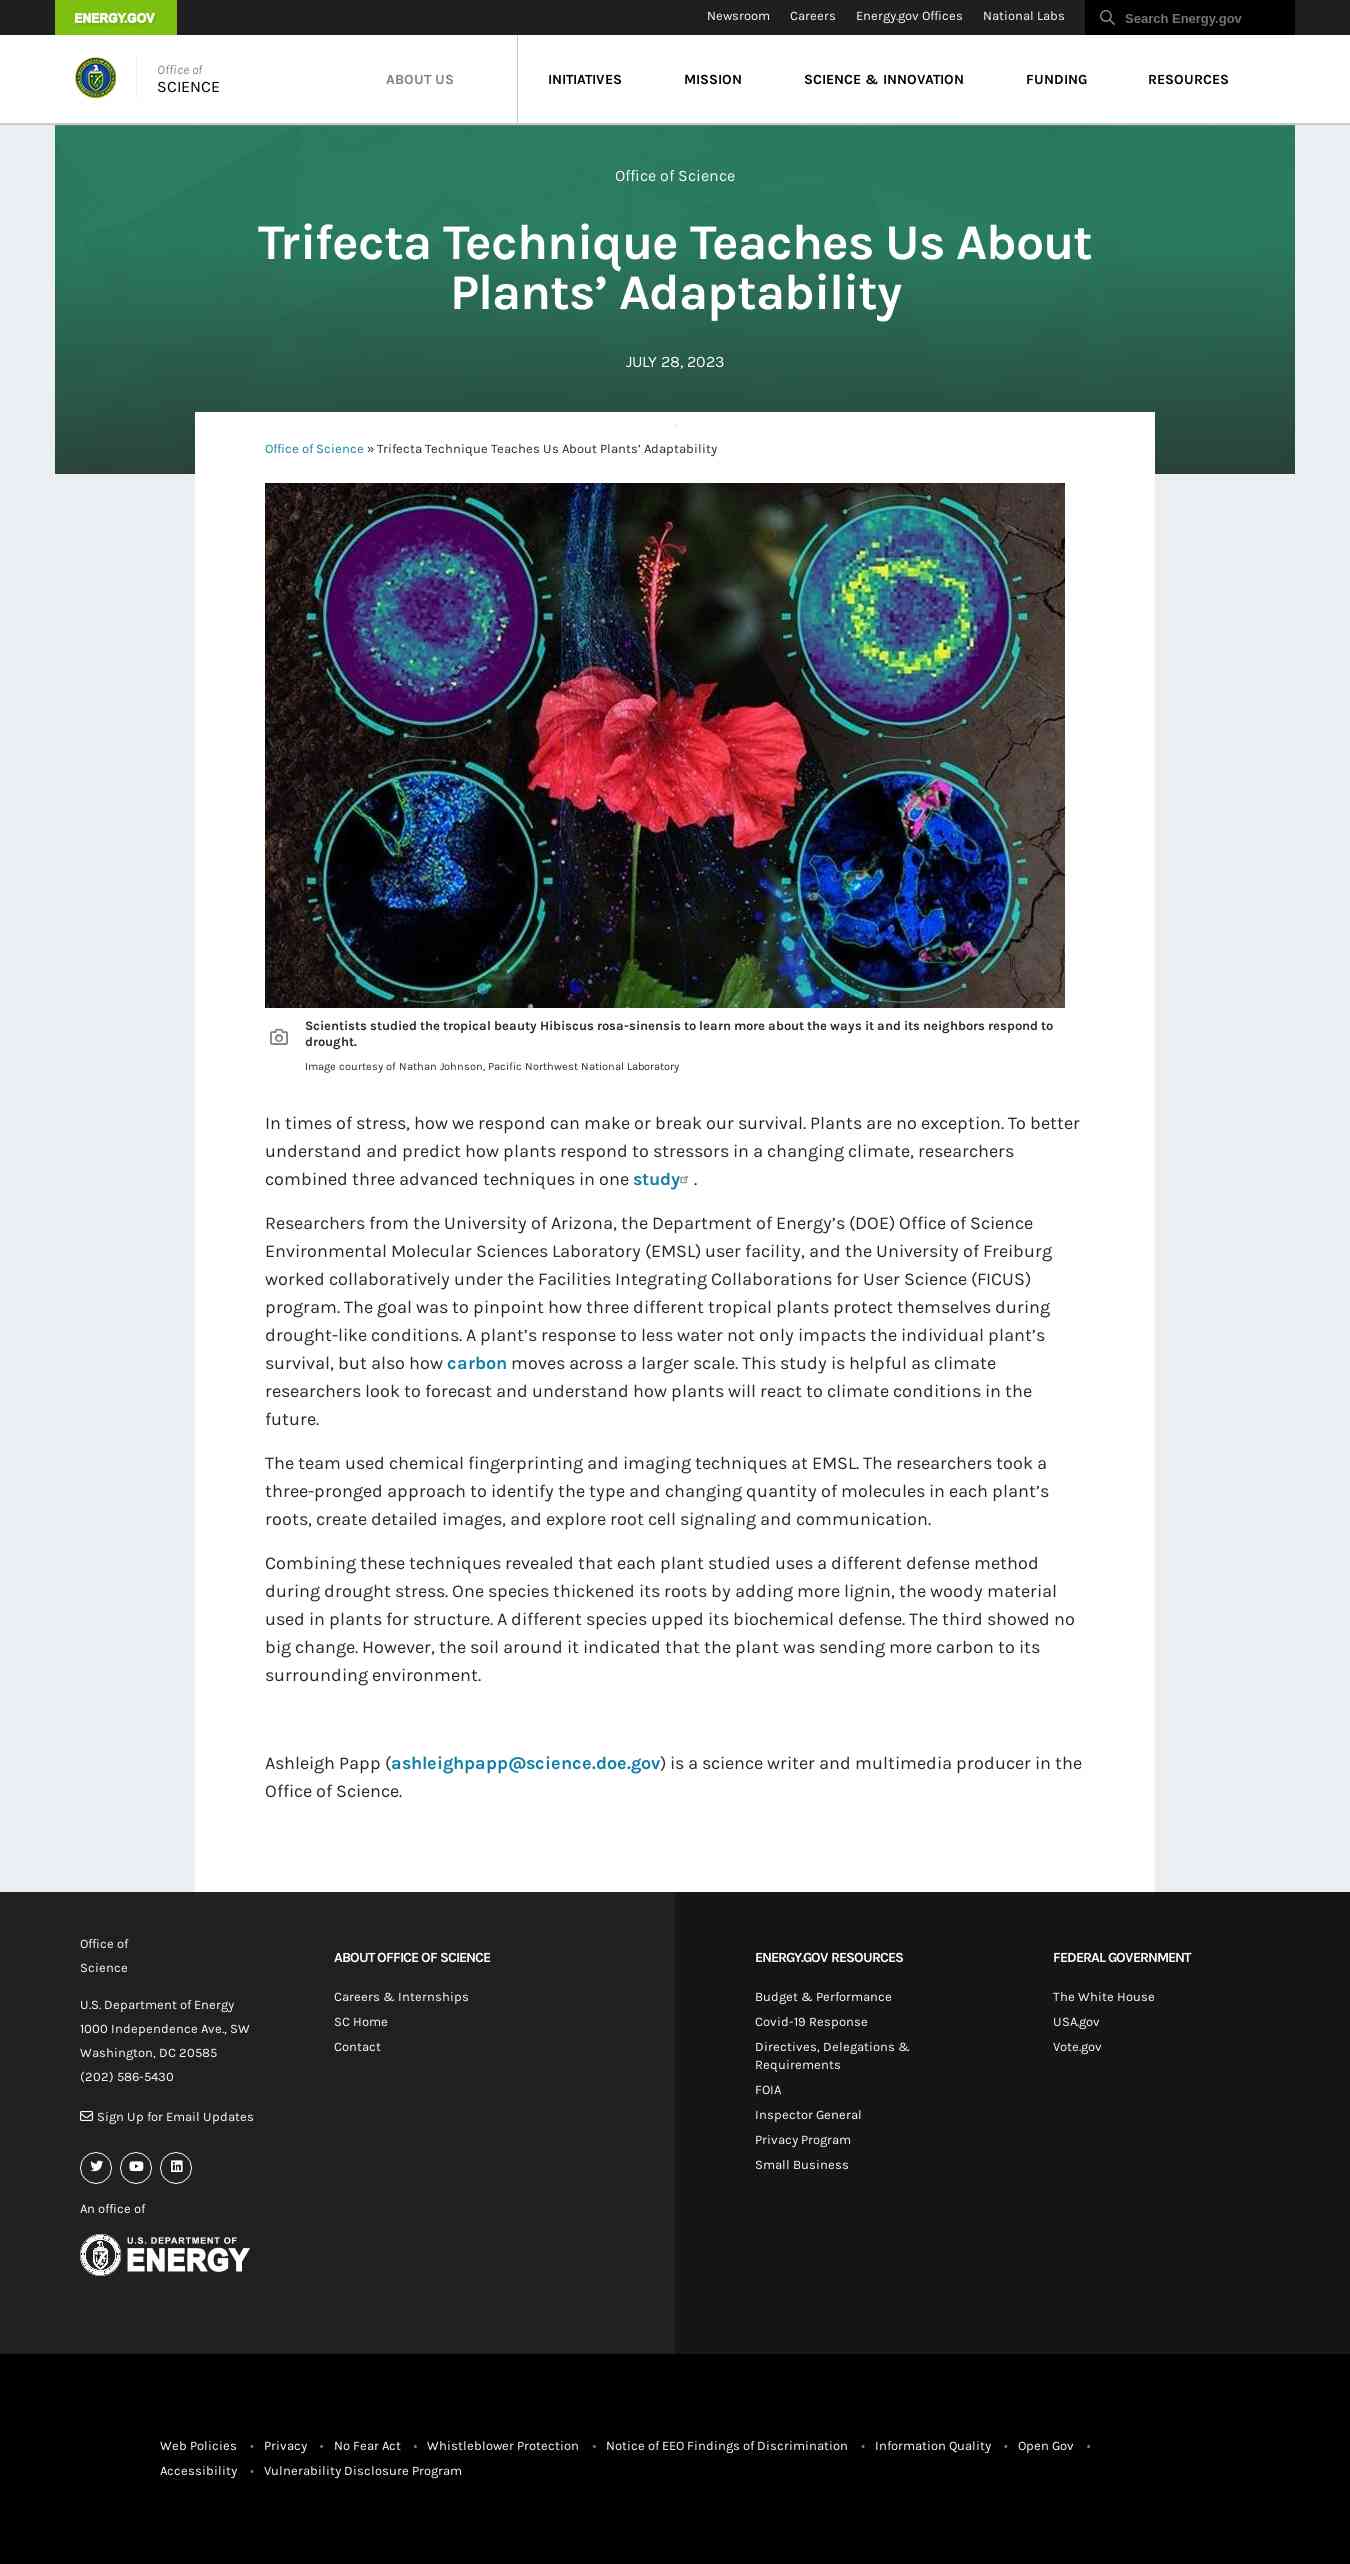 ENERGY.GOV
Newsroom Careers Energy.gov Offices National Labs Search Energy.gov
Office of
SCIENCE
ABOUT US INITIATIVES MISSION SCIENCE & INNOVATION FUNDING RESOURCES
Office of Science
Trifecta Technique Teaches Us About
Plants’ Adaptability
JULY 28, 2023
Office of Science » Trifecta Technique Teaches Us About Plants’ Adaptability
Scientists studied the tropical beauty Hibiscus rosa-sinensis to learn more about the ways it and its neighbors respond to
drought.
Image courtesy of Nathan Johnson, Pacific Northwest National Laboratory
In times of stress, how we respond can make or break our survival. Plants are no exception. To better
understand and predict how plants respond to stressors in a changing climate, researchers
combined three advanced techniques in one study .
Researchers from the University of Arizona, the Department of Energy’s (DOE) Office of Science
Environmental Molecular Sciences Laboratory (EMSL) user facility, and the University of Freiburg
worked collaboratively under the Facilities Integrating Collaborations for User Science (FICUS)
program. The goal was to pinpoint how three different tropical plants protect themselves during
drought-like conditions. A plant’s response to less water not only impacts the individual plant’s
survival, but also how carbon moves across a larger scale. This study is helpful as climate
researchers look to forecast and understand how plants will react to climate conditions in the
future.
The team used chemical fingerprinting and imaging techniques at EMSL. The researchers took a
three-pronged approach to identify the type and changing quantity of molecules in each plant’s
roots, create detailed images, and explore root cell signaling and communication.
Combining these techniques revealed that each plant studied uses a different defense method
during drought stress. One species thickened its roots by adding more lignin, the woody material
used in plants for structure. A different species upped its biochemical defense. The third showed no
big change. However, the soil around it indicated that the plant was sending more carbon to its
surrounding environment.
Ashleigh Papp (ashleighpapp@science.doe.gov) is a science writer and multimedia producer in the
Office of Science.
Office of
Science
U.S. Department of Energy
1000 Independence Ave., SW
Washington, DC 20585
(202) 586-5430
Sign Up for Email Updates
An office of
U.S. DEPARTMENT OF
ENERGY
ABOUT OFFICE OF SCIENCE
Careers & Internships
SC Home
Contact
ENERGY.GOV RESOURCES
Budget & Performance
Covid-19 Response
Directives, Delegations &
Requirements
FOIA
Inspector General
Privacy Program
Small Business
FEDERAL GOVERNMENT
The White House
USA.gov
Vote.gov
Web Policies • Privacy • No Fear Act • Whistleblower Protection • Notice of EEO Findings of Discrimination • Information Quality • Open Gov •
Accessibility • Vulnerability Disclosure Program